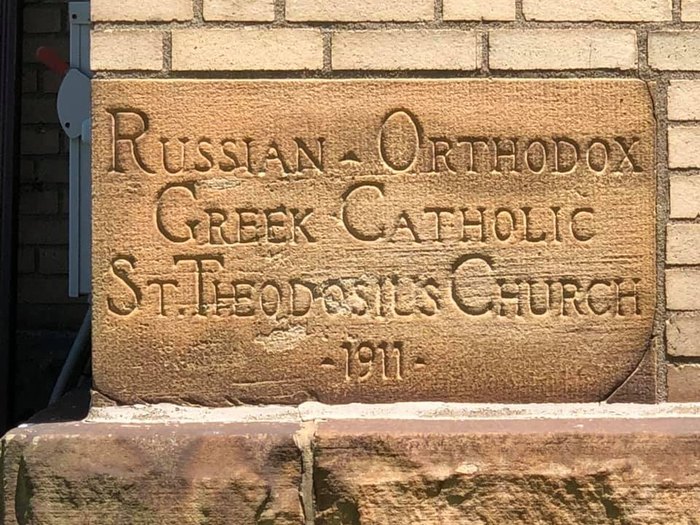 Russian - Orthodox
Greek Catholic
St. Theodosius Church
- 1911 -